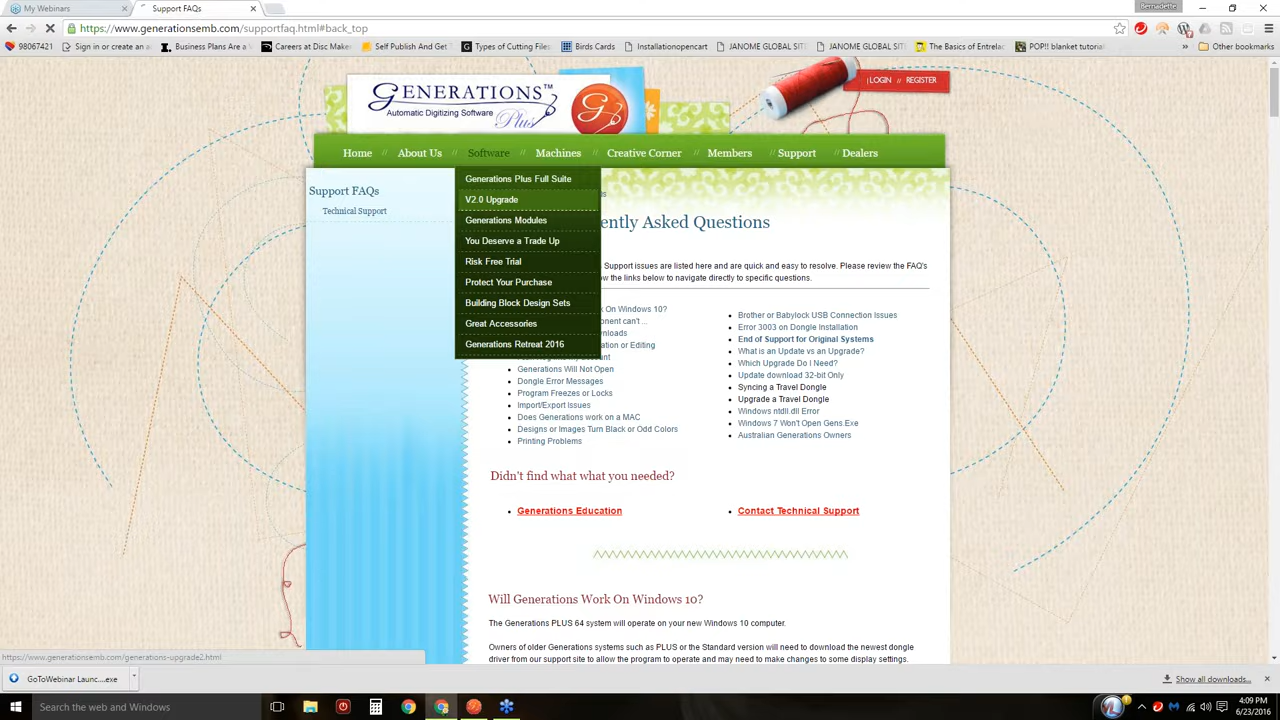 Bernadette
My Webinars
Support FAQs
https://www.generationsemb.com/supportfaq.html#back_top
98067421
Sign in or create an ac
Business Plans Are a W
Careers at Disc Maker
Self Publish And Get T
Types of Cutting Files
Birds Cards
Installationopencart
JANOME GLOBAL SITE
JANOME GLOBAL SITE
The Basics of Entrelac
POP!! blanket tutorial
»
Other bookmarks
GENERATIONS™
Automatic Digitizing Software
Plus
LOGIN // REGISTER
Home // About Us // Software // Machines // Creative Corner // Members // Support // Dealers
Support FAQs
Technical Support
Generations Plus Full Suite
V2.0 Upgrade
Generations Modules
You Deserve a Trade Up
Risk Free Trial
Protect Your Purchase
Building Block Design Sets
Great Accessories
Generations Retreat 2016
ently Asked Questions
Support issues are listed here and are quick and easy to resolve. Please review the FAQ's
w the links below to navigate directly to specific questions.
k On Windows 10?
ponent can't...
wnloads
ation or Editing
Generations Will Not Open
Dongle Error Messages
Program Freezes or Locks
Import/Export Issues
Does Generations work on a MAC
Designs or Images Turn Black or Odd Colors
Printing Problems
Brother or Babylock USB Connection Issues
Error 3003 on Dongle Installation
End of Support for Original Systems
What is an Update vs an Upgrade?
Which Upgrade Do I Need?
Update download 32-bit Only
Syncing a Travel Dongle
Upgrade a Travel Dongle
Windows ntdll.dll Error
Windows 7 Won't Open Gens.Exe
Australian Generations Owners
Didn't find what what you needed?
Generations Education
Contact Technical Support
Will Generations Work On Windows 10?
The Generations PLUS 64 system will operate on your new Windows 10 computer.
Owners of older Generations systems such as PLUS or the Standard version will need to download the newest dongle
driver from our support site to allow the program to operate and may need to make changes to some display settings.
https://www.generationsemb.com/generations-upgrade2.html
GoToWebinar Launc....exe
Show all downloads...
Search the web and Windows
4:09 PM
6/23/2016